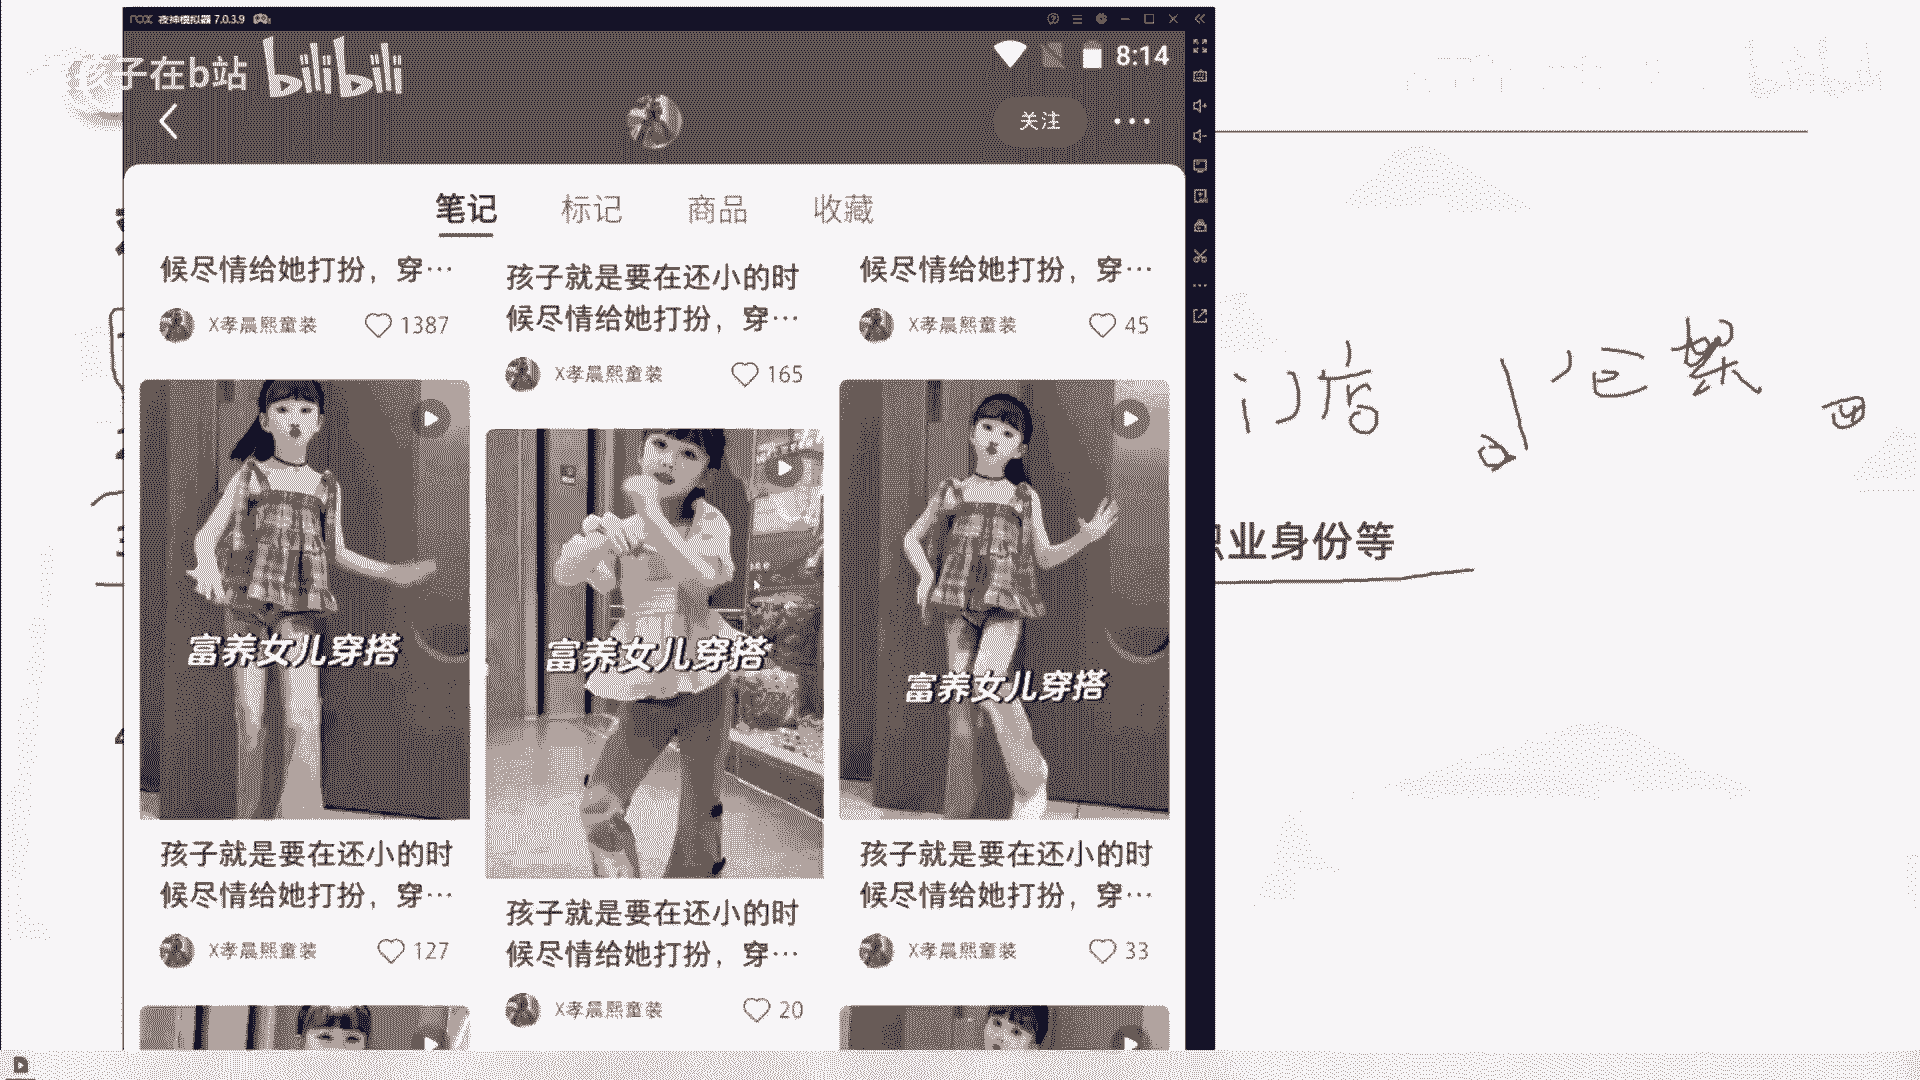 nox 夜神模拟器 7.0.3.9
孩子在b站 bilibili
8:14
关注
笔记 标记 商品 收藏
候尽情给她打扮，穿…
X孝晨熙童装 1387
孩子就是要在还小的时
候尽情给她打扮，穿…
X孝晨熙童装 165
候尽情给她打扮，穿…
X孝晨熙童装 45
富养女儿穿搭
孩子就是要在还小的时
候尽情给她打扮，穿…
X孝晨熙童装 127
富养女儿穿搭
孩子就是要在还小的时
候尽情给她打扮，穿…
X孝晨熙童装 20
富养女儿穿搭
孩子就是要在还小的时
候尽情给她打扮，穿…
X孝晨熙童装 33
门店
业身份等